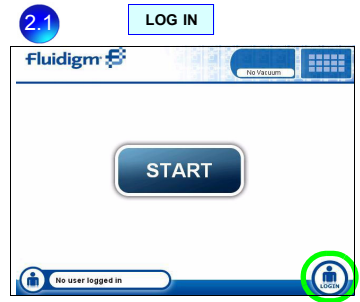 2.1
LOG IN
Fluidigm
No Vacuum
START
No user logged in
LOGIN